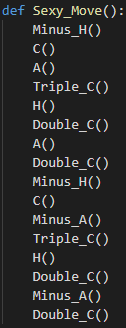 def Sexy_Move():
Minus_H()
C()
A()
Triple_C()
H()
Double_C()
A()
Double_C()
Minus_H()
C()
Minus_A()
Triple_C()
H()
Double_C()
Minus_A()
Double_C()